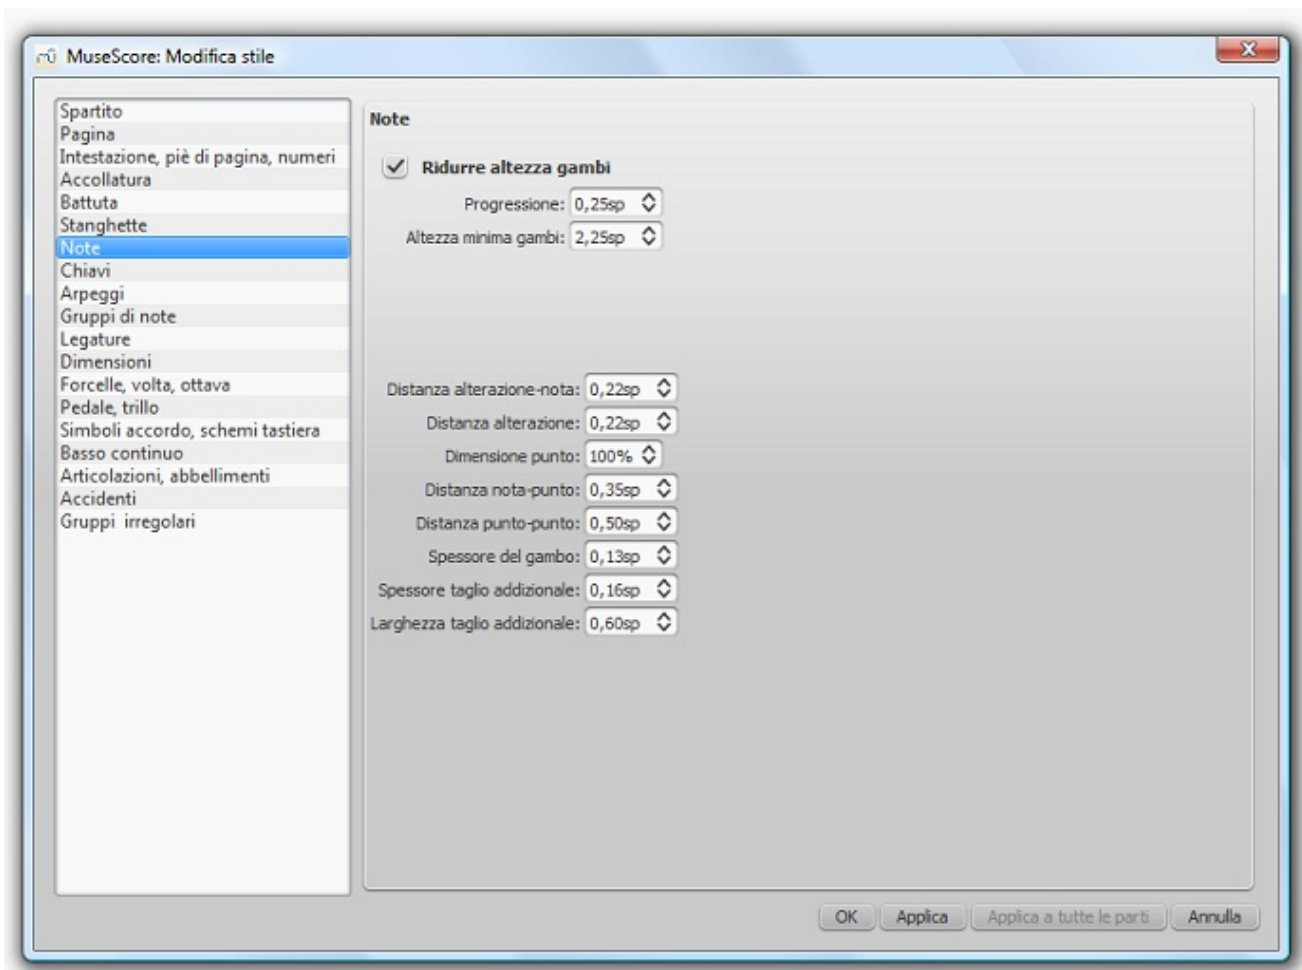 MuseScore: Modifica stile
Spartito
Pagina
Intestazione, piè di pagina, numeri
Accollatura
Battuta
Stanghette
Note
Chiavi
Arpeggi
Gruppi di note
Legature
Dimensioni
Forcelle, volta, ottava
Pedale, trillo
Simboli accordo, schemi tastiera
Basso continuo
Articolazioni, abbellimenti
Accidenti
Gruppi irregolari
Note
Ridurre altezza gambi
Progressione: 0,25sp
Altezza minima gambi: 2,25sp
Distanza alterazione-nota: 0,22sp
Distanza alterazione: 0,22sp
Dimensione punto: 100%
Distanza nota-punto: 0,35sp
Distanza punto-punto: 0,50sp
Spessore del gambo: 0,13sp
Spessore taglio addizionale: 0,16sp
Larghezza taglio addizionale: 0,60sp
OK Applica Applica a tutte le parti Annulla